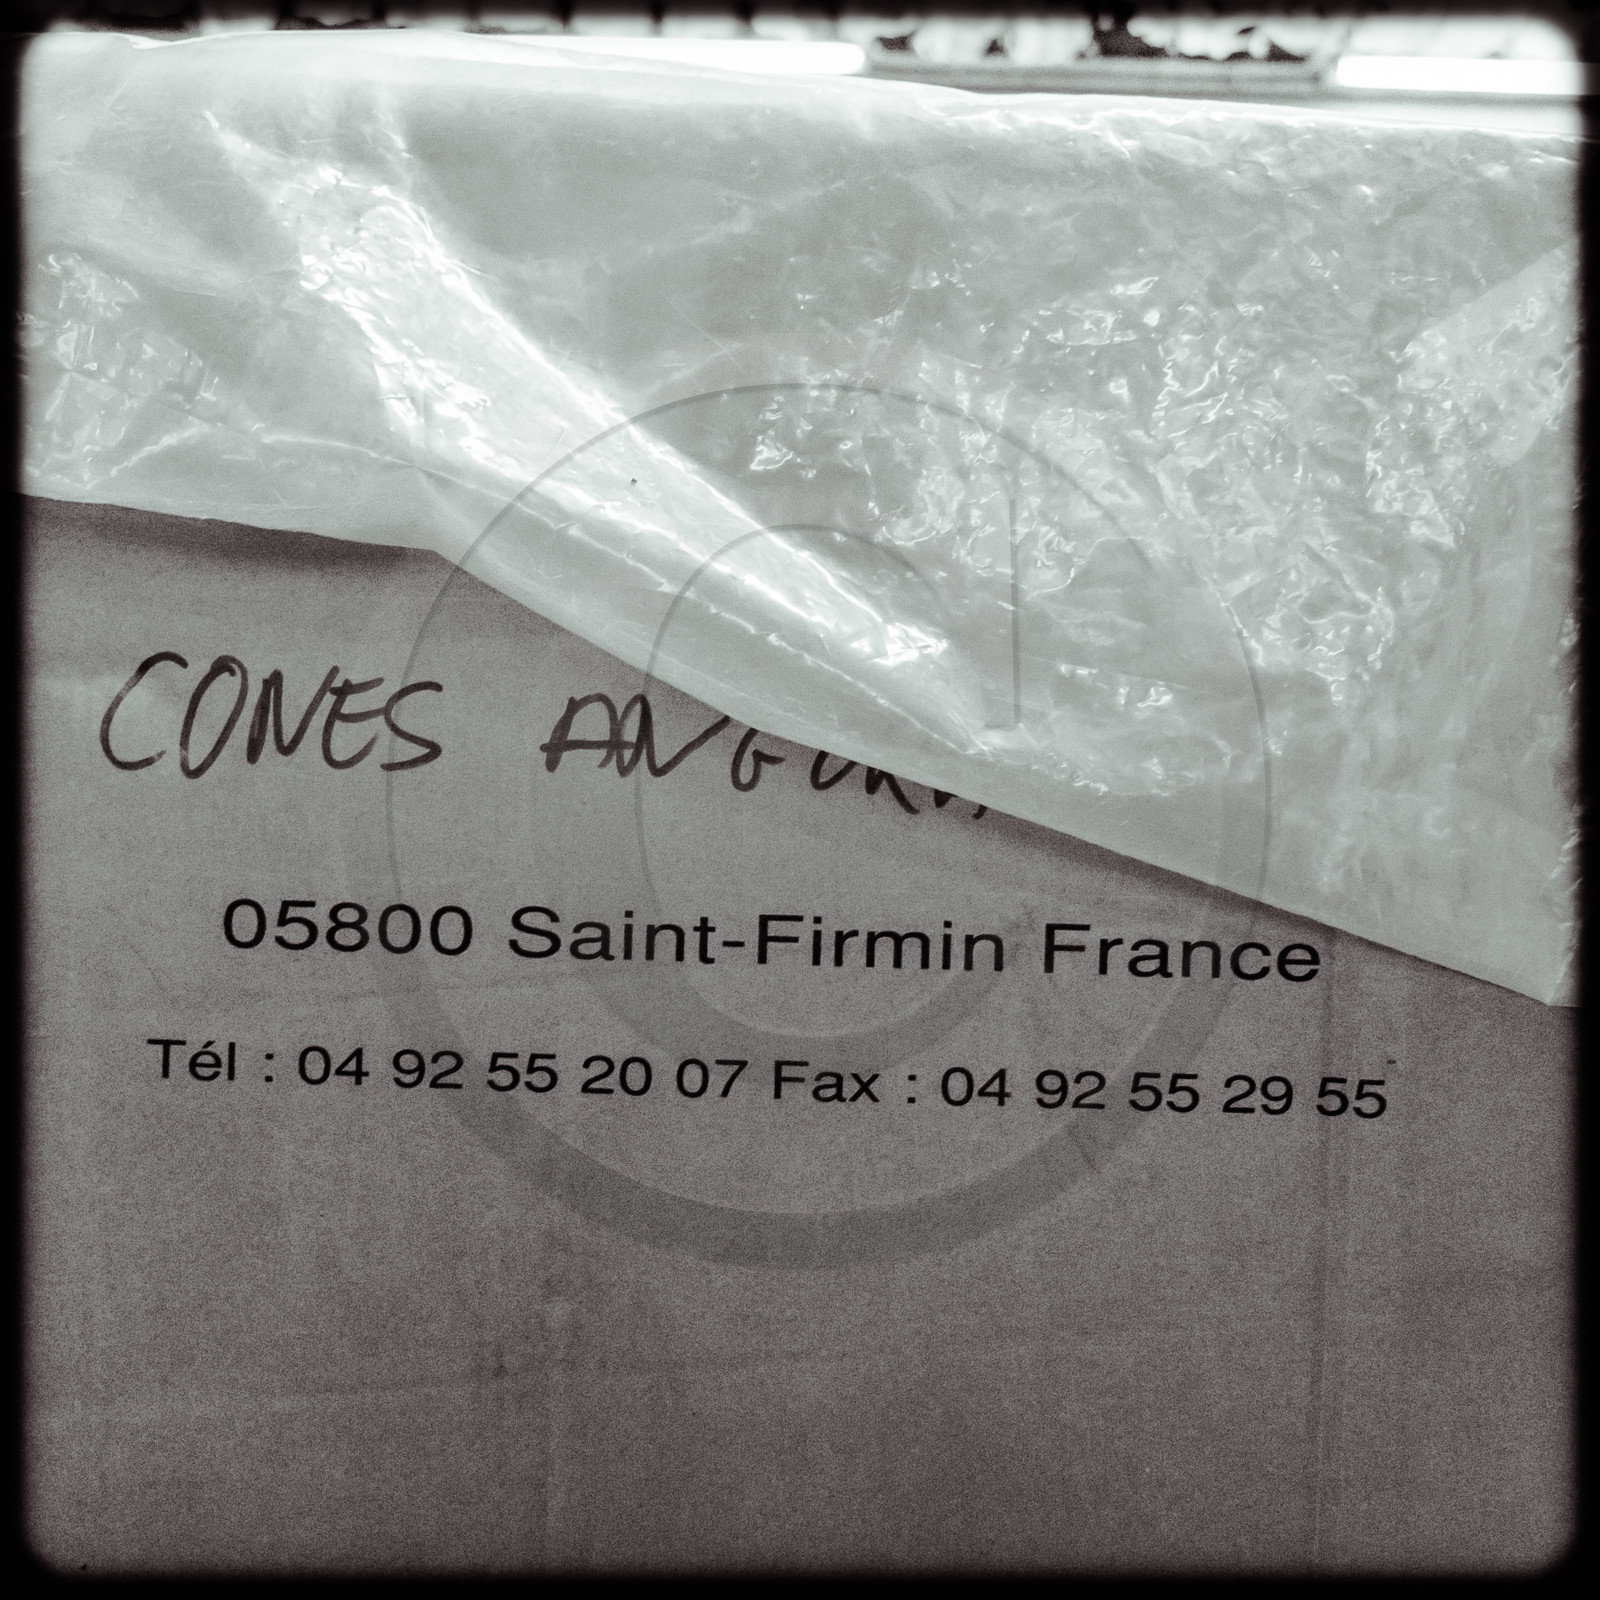 CONES
05800 Saint-Firmin France
Tél : 04 92 55 20 07 Fax : 04 92 55 29 55